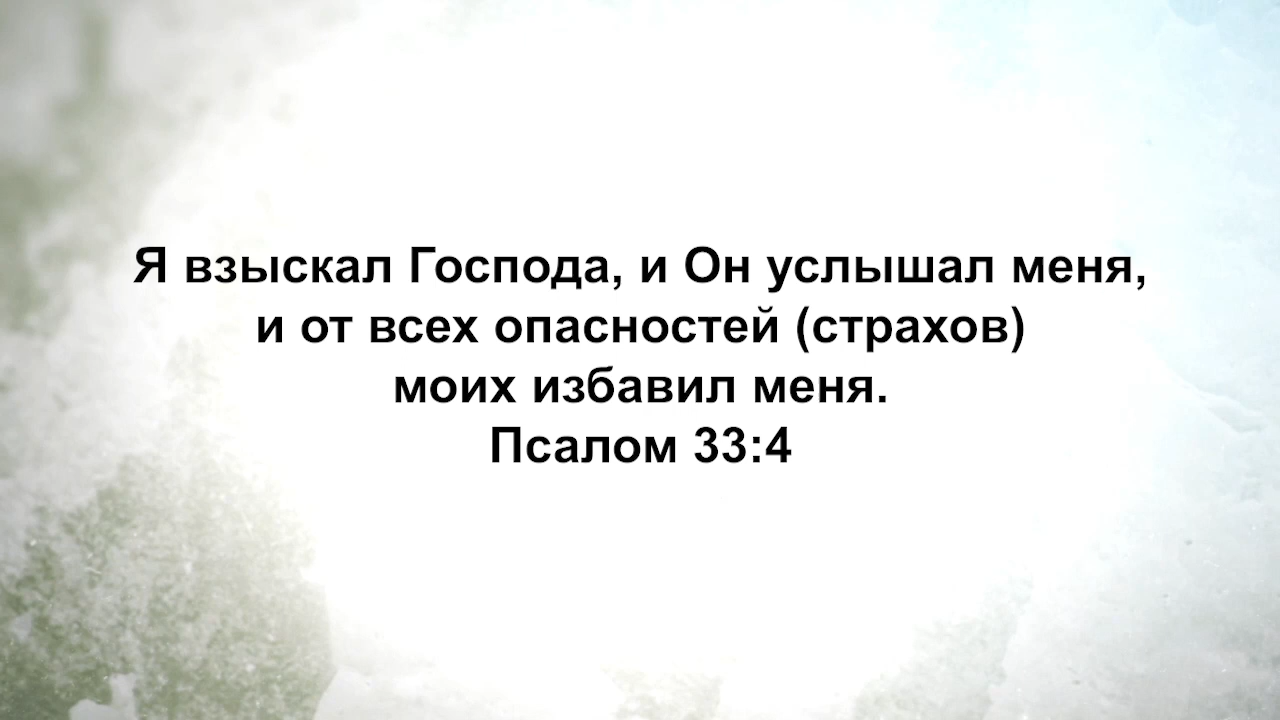 Я взыскал Господа, и Он услышал меня,
и от всех опасностей (страхов)
моих избавил меня.
Псалом 33:4